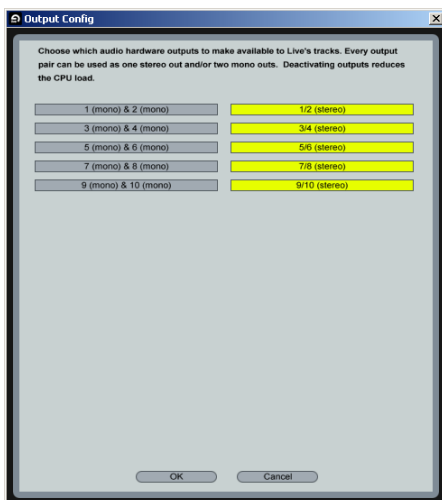 Output Config
Choose which audio hardware outputs to make available to Live's tracks. Every output
pair can be used as one stereo out and/or two mono outs. Deactivating outputs reduces
the CPU load.
1 (mono) & 2 (mono) 1/2 (stereo)
3 (mono) & 4 (mono) 3/4 (stereo)
5 (mono) & 6 (mono) 5/6 (stereo)
7 (mono) & 8 (mono) 7/8 (stereo)
9 (mono) & 10 (mono) 9/10 (stereo)
OK Cancel